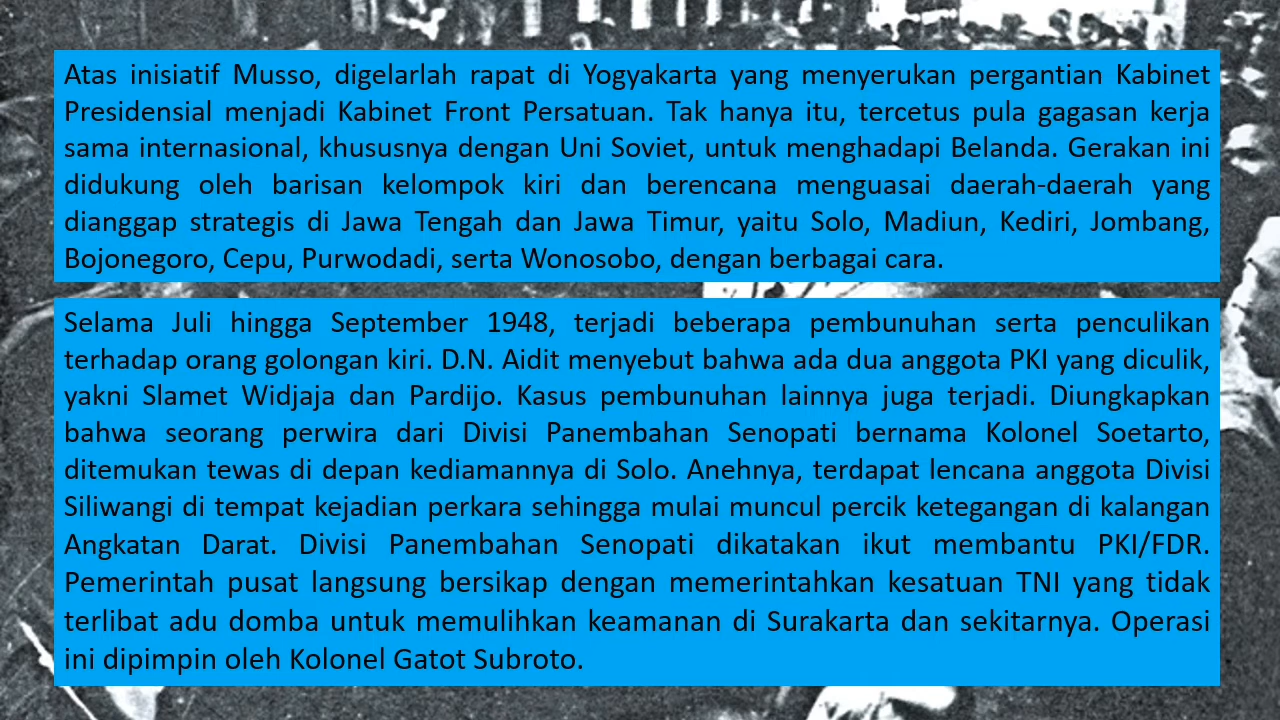 Atas inisiatif Musso, digelarlah rapat di Yogyakarta yang menyerukan pergantian Kabinet
Presidensial menjadi Kabinet Front Persatuan. Tak hanya itu, tercetus pula gagasan kerja
sama internasional, khususnya dengan Uni Soviet, untuk menghadapi Belanda. Gerakan ini
didukung oleh barisan kelompok kiri dan berencana menguasai daerah-daerah yang
dianggap strategis di Jawa Tengah dan Jawa Timur, yaitu Solo, Madiun, Kediri, Jombang,
Bojonegoro, Cepu, Purwodadi, serta Wonosobo, dengan berbagai cara.
Selama Juli hingga September 1948, terjadi beberapa pembunuhan serta penculikan
terhadap orang golongan kiri. D.N. Aidit menyebut bahwa ada dua anggota PKI yang diculik,
yakni Slamet Widjaja dan Pardijo. Kasus pembunuhan lainnya juga terjadi. Diungkapkan
bahwa seorang perwira dari Divisi Panembahan Senopati bernama Kolonel Soetarto,
ditemukan tewas di depan kediamannya di Solo. Anehnya, terdapat lencana anggota Divisi
Siliwangi di tempat kejadian perkara sehingga mulai muncul percik ketegangan di kalangan
Angkatan Darat. Divisi Panembahan Senopati dikatakan ikut membantu PKI/FDR.
Pemerintah pusat langsung bersikap dengan memerintahkan kesatuan TNI yang tidak
terlibat adu domba untuk memulihkan keamanan di Surakarta dan sekitarnya. Operasi
ini dipimpin oleh Kolonel Gatot Subroto.